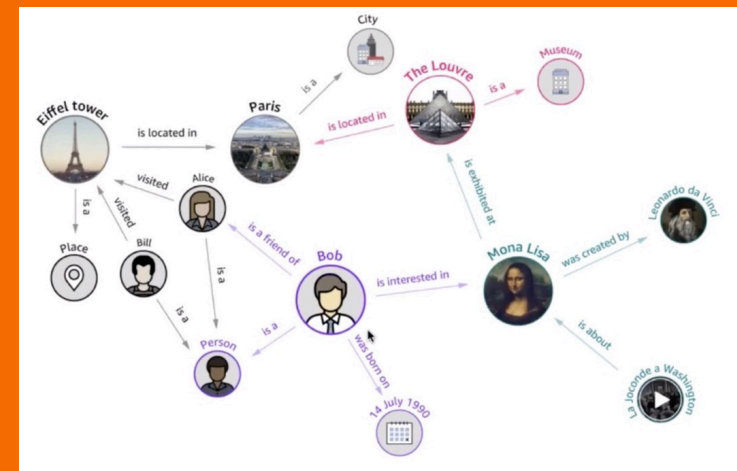 City
is a
The Louvre
is a
Museum
Eiffel tower
is located in
Paris
is located in
visited
Alice
is a
visited
is exhibited at
Leonardo da Vinci
Place
Bill
is a friend of
Bob
is interested in
Mona Lisa
was created by
is a
is a
is a
Person
was born on
is about
14 July 1990
La Joconde a Washington